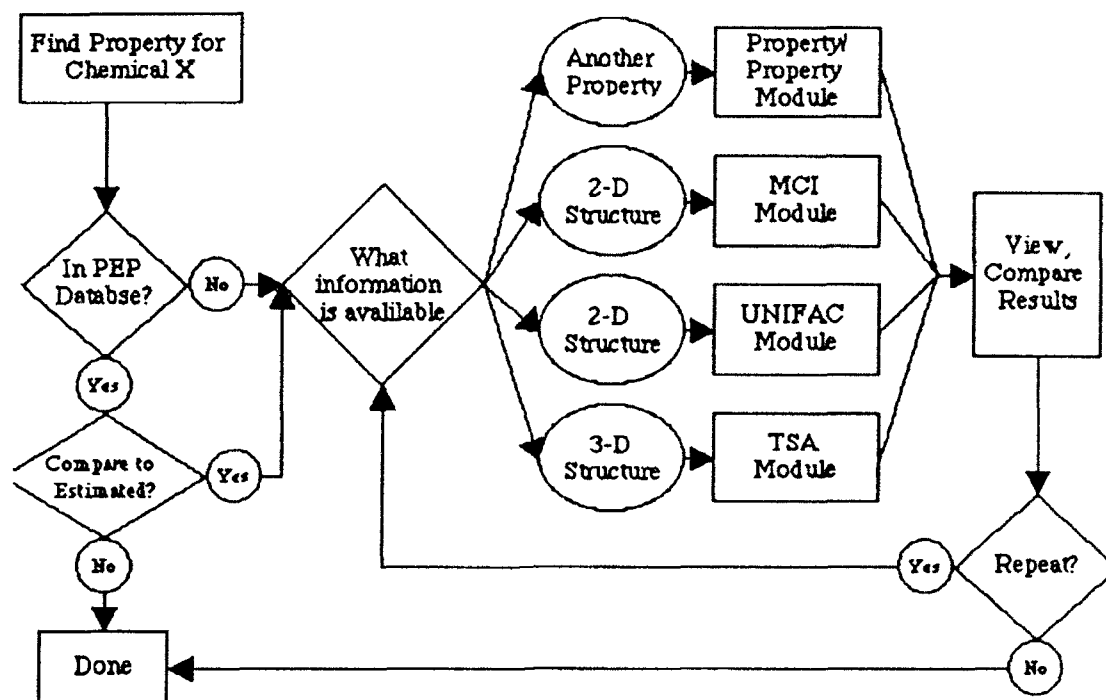 Find Property for
Chemical X
In PEP
Databse?
No
Yes
Compare to
Estimated?
Yes
No
Done
What
information
is avalilable
Another
Property
Property/
Property
Module
2-D
Structure
MCI
Module
2-D
Structure
UNIFAC
Module
3-D
Structure
TSA
Module
View,
Compare
Results
Repeat?
Yes
No